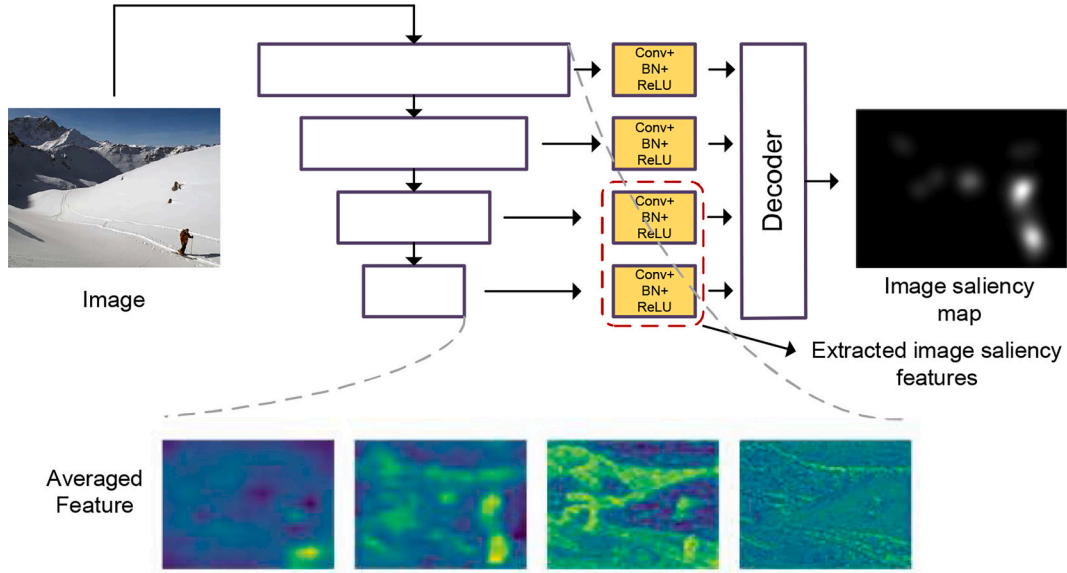 Conv+
BN+
ReLU
Conv+
BN+
ReLU
Conv+
BN+
ReLU
Conv+
BN+
ReLU
Decoder
Image
Image saliency
map
Extracted image saliency
features
Averaged
Feature